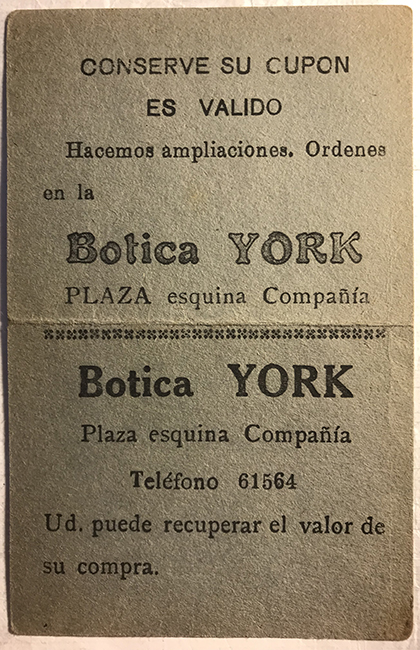 CONSERVE SU CUPON
ES VALIDO
Hacemos ampliaciones. Ordenes
en la
Botica YORK
PLAZA esquina Compañía
Botica YORK
Plaza esquina Compañía
Teléfono 61564
Ud. puede recuperar el valor de
su compra.